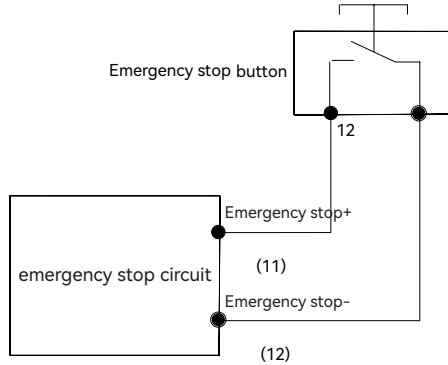 Emergency stop button
12
Emergency stop+
(11)
emergency stop circuit
Emergency stop-
(12)